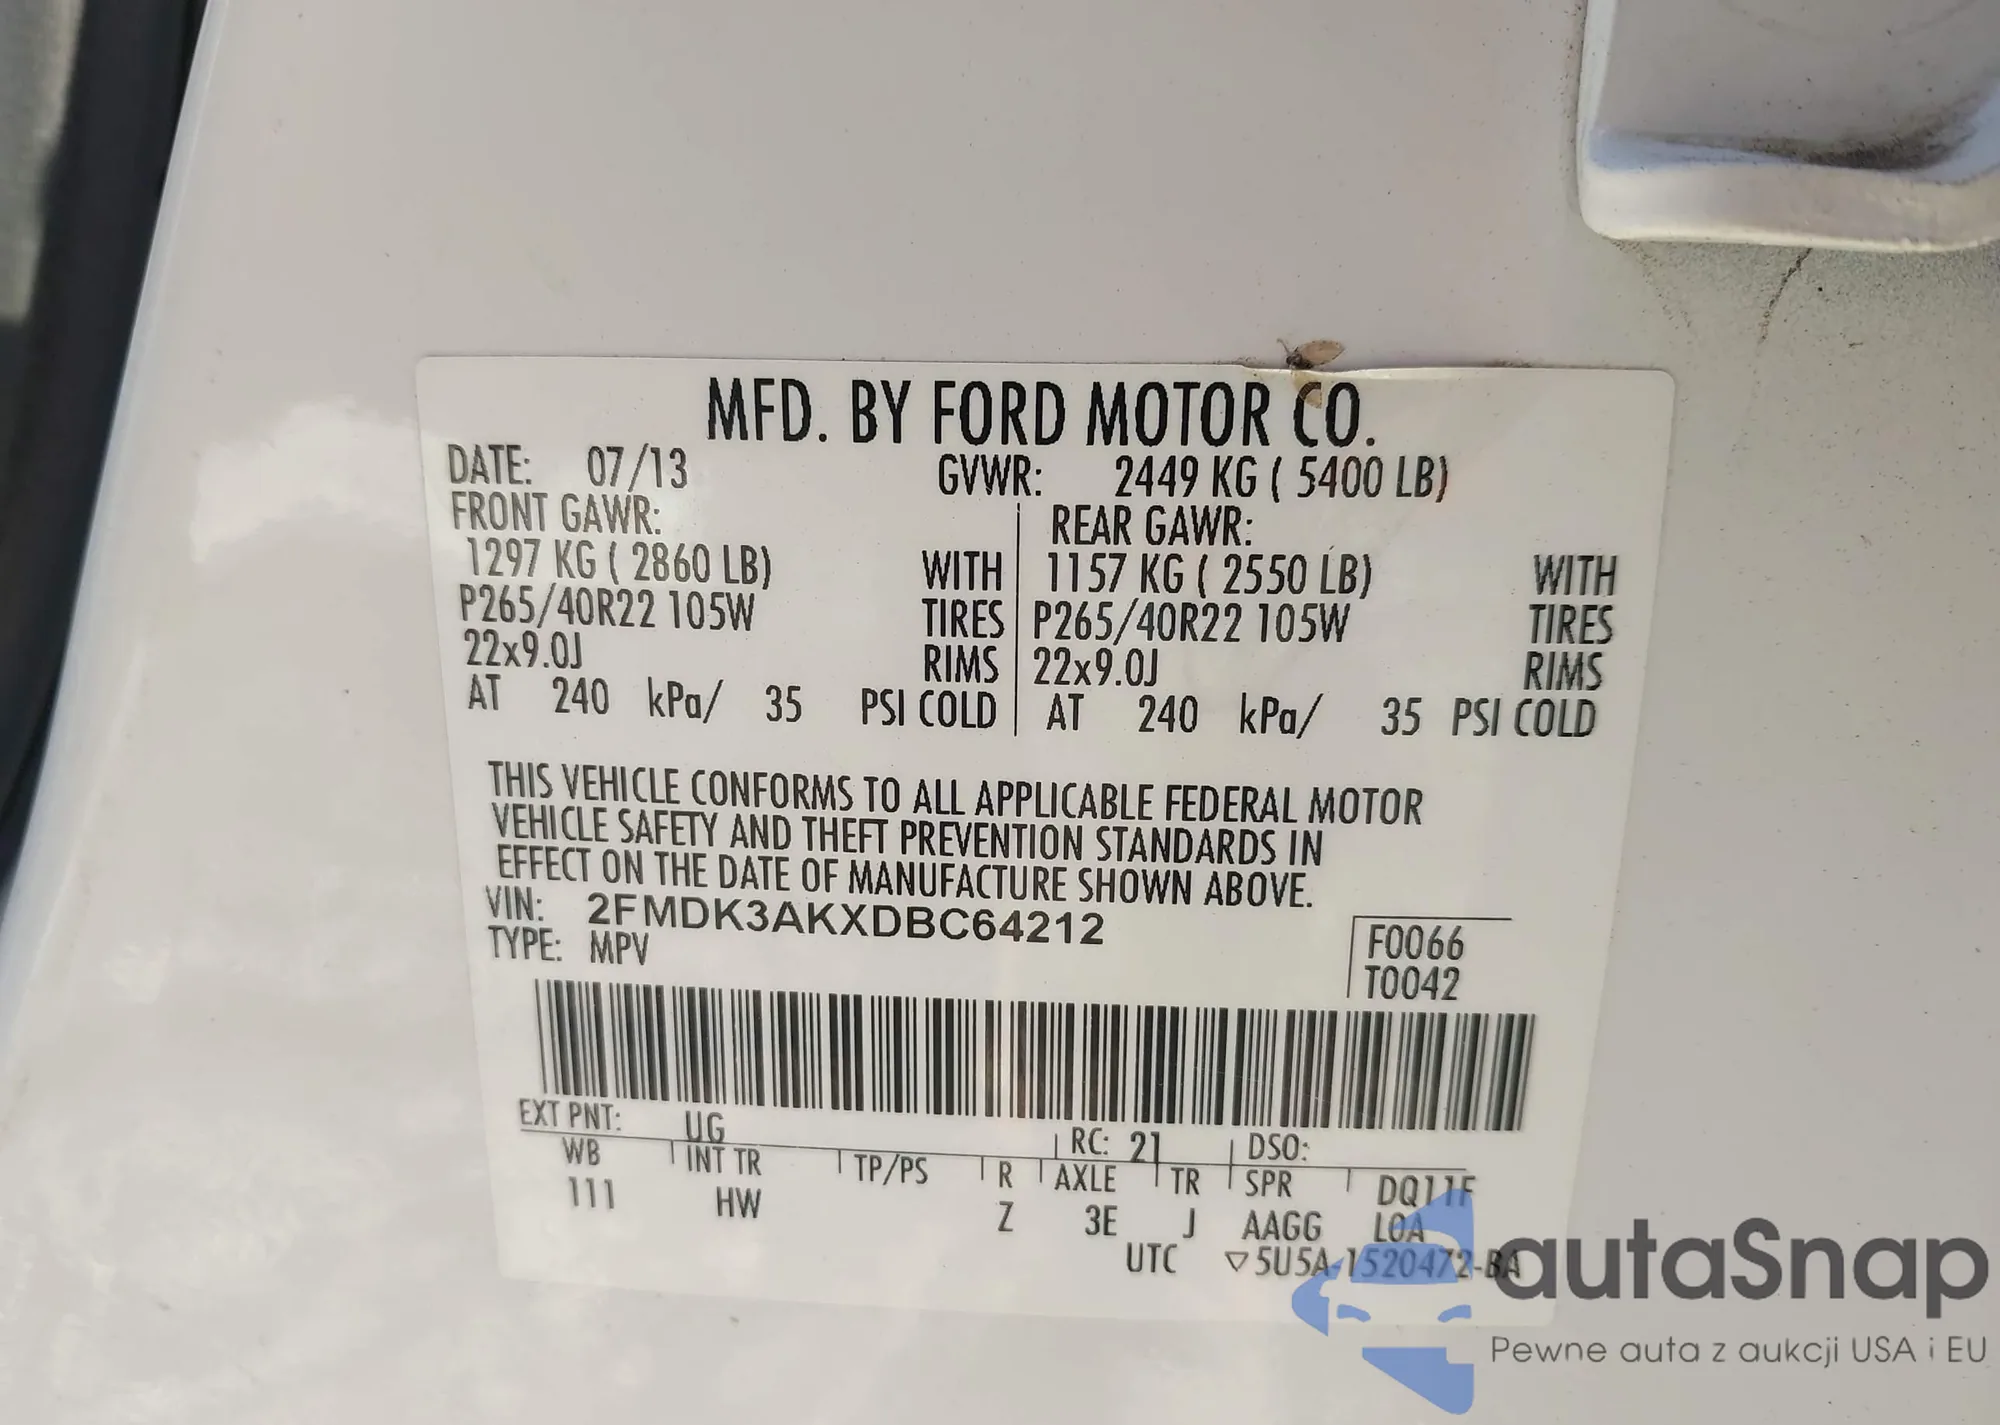 MFD. BY FORD MOTOR CO.
DATE: 07/13 GVWR: 2449 KG ( 5400 LB)
FRONT GAWR: REAR GAWR:
1297 KG ( 2860 LB) WITH 1157 KG ( 2550 LB) WITH
P265/40R22 105W TIRES P265/40R22 105W TIRES
22x9.0J RIMS 22x9.0J RIMS
AT 240 kPa/ 35 PSI COLD AT 240 kPa/ 35 PSI COLD
THIS VEHICLE CONFORMS TO ALL APPLICABLE FEDERAL MOTOR
VEHICLE SAFETY AND THEFT PREVENTION STANDARDS IN
EFFECT ON THE DATE OF MANUFACTURE SHOWN ABOVE.
VIN: 2FMDK3AKXDBC64212
TYPE: MPV
F0066
T0042
EXT PNT: UG RC: 21 DSO:
WB INT TR TP/PS R AXLE TR SPR DQ11F
111 HW Z 3E J AAGG LOA
UTC ▽5U5A-1520472-BA
autaSnap
Pewne auta z aukcji USA i EU